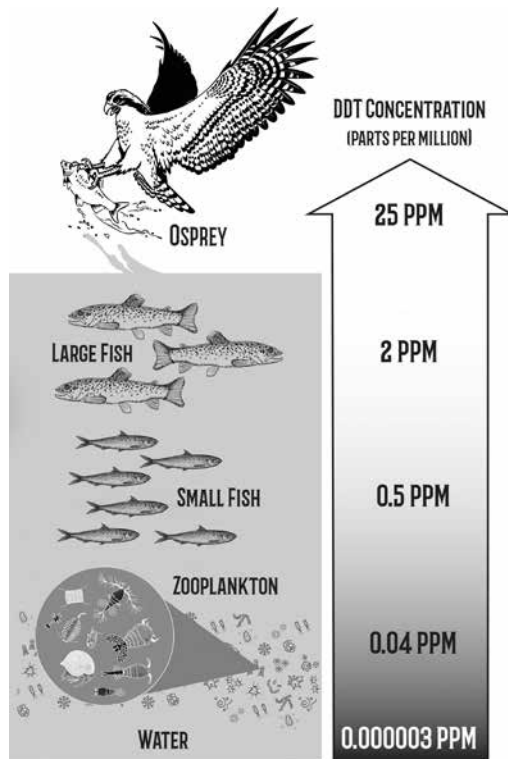 DDT CONCENTRATION
(PARTS PER MILLION)
25 PPM
OSPREY
LARGE FISH
2 PPM
SMALL FISH
0.5 PPM
ZOOPLANKTON
0.04 PPM
WATER
0.000003 PPM